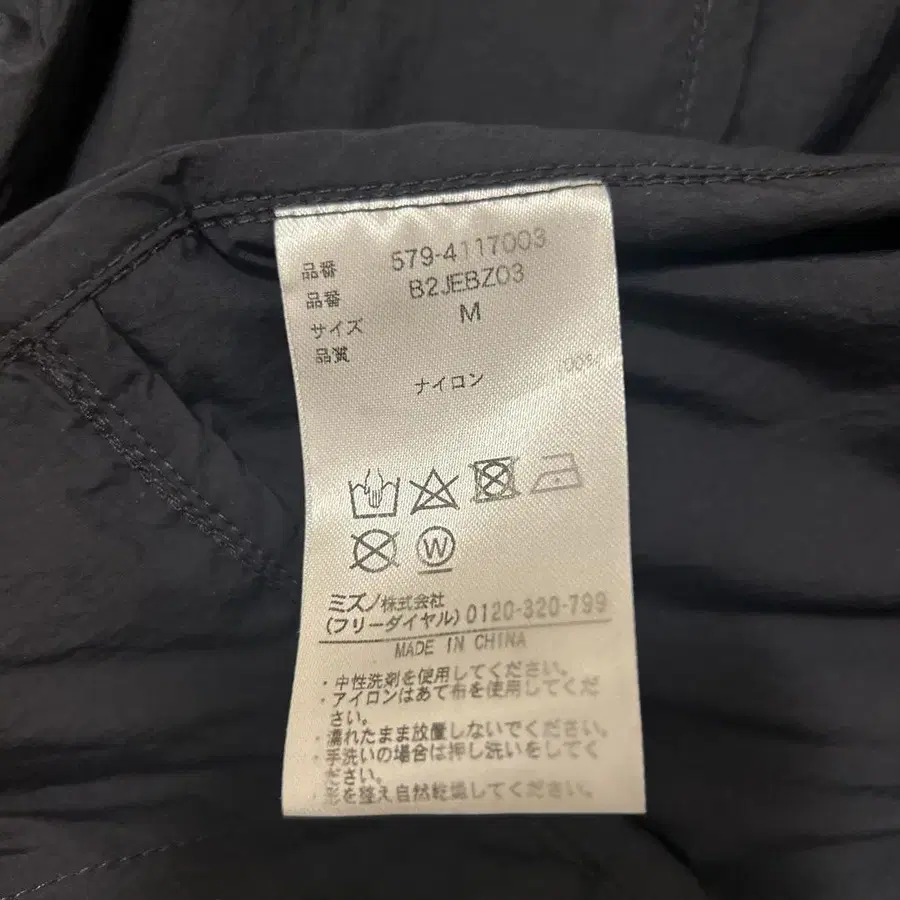 品番 579-4117003
品番 B2JEBZ03
サイズ M
品質
ナイロン 100%
W
ミズノ株式会社
(フリーダイヤル) 0120-320-799
MADE IN CHINA
・中性洗剤を使用してください。
・アイロンはあて布を使用してくだ
さい。
・濡れたまま放置しないでください。
・手洗いの場合は押し洗いをしてく
ださい。
・形を整え自然乾燥してください。